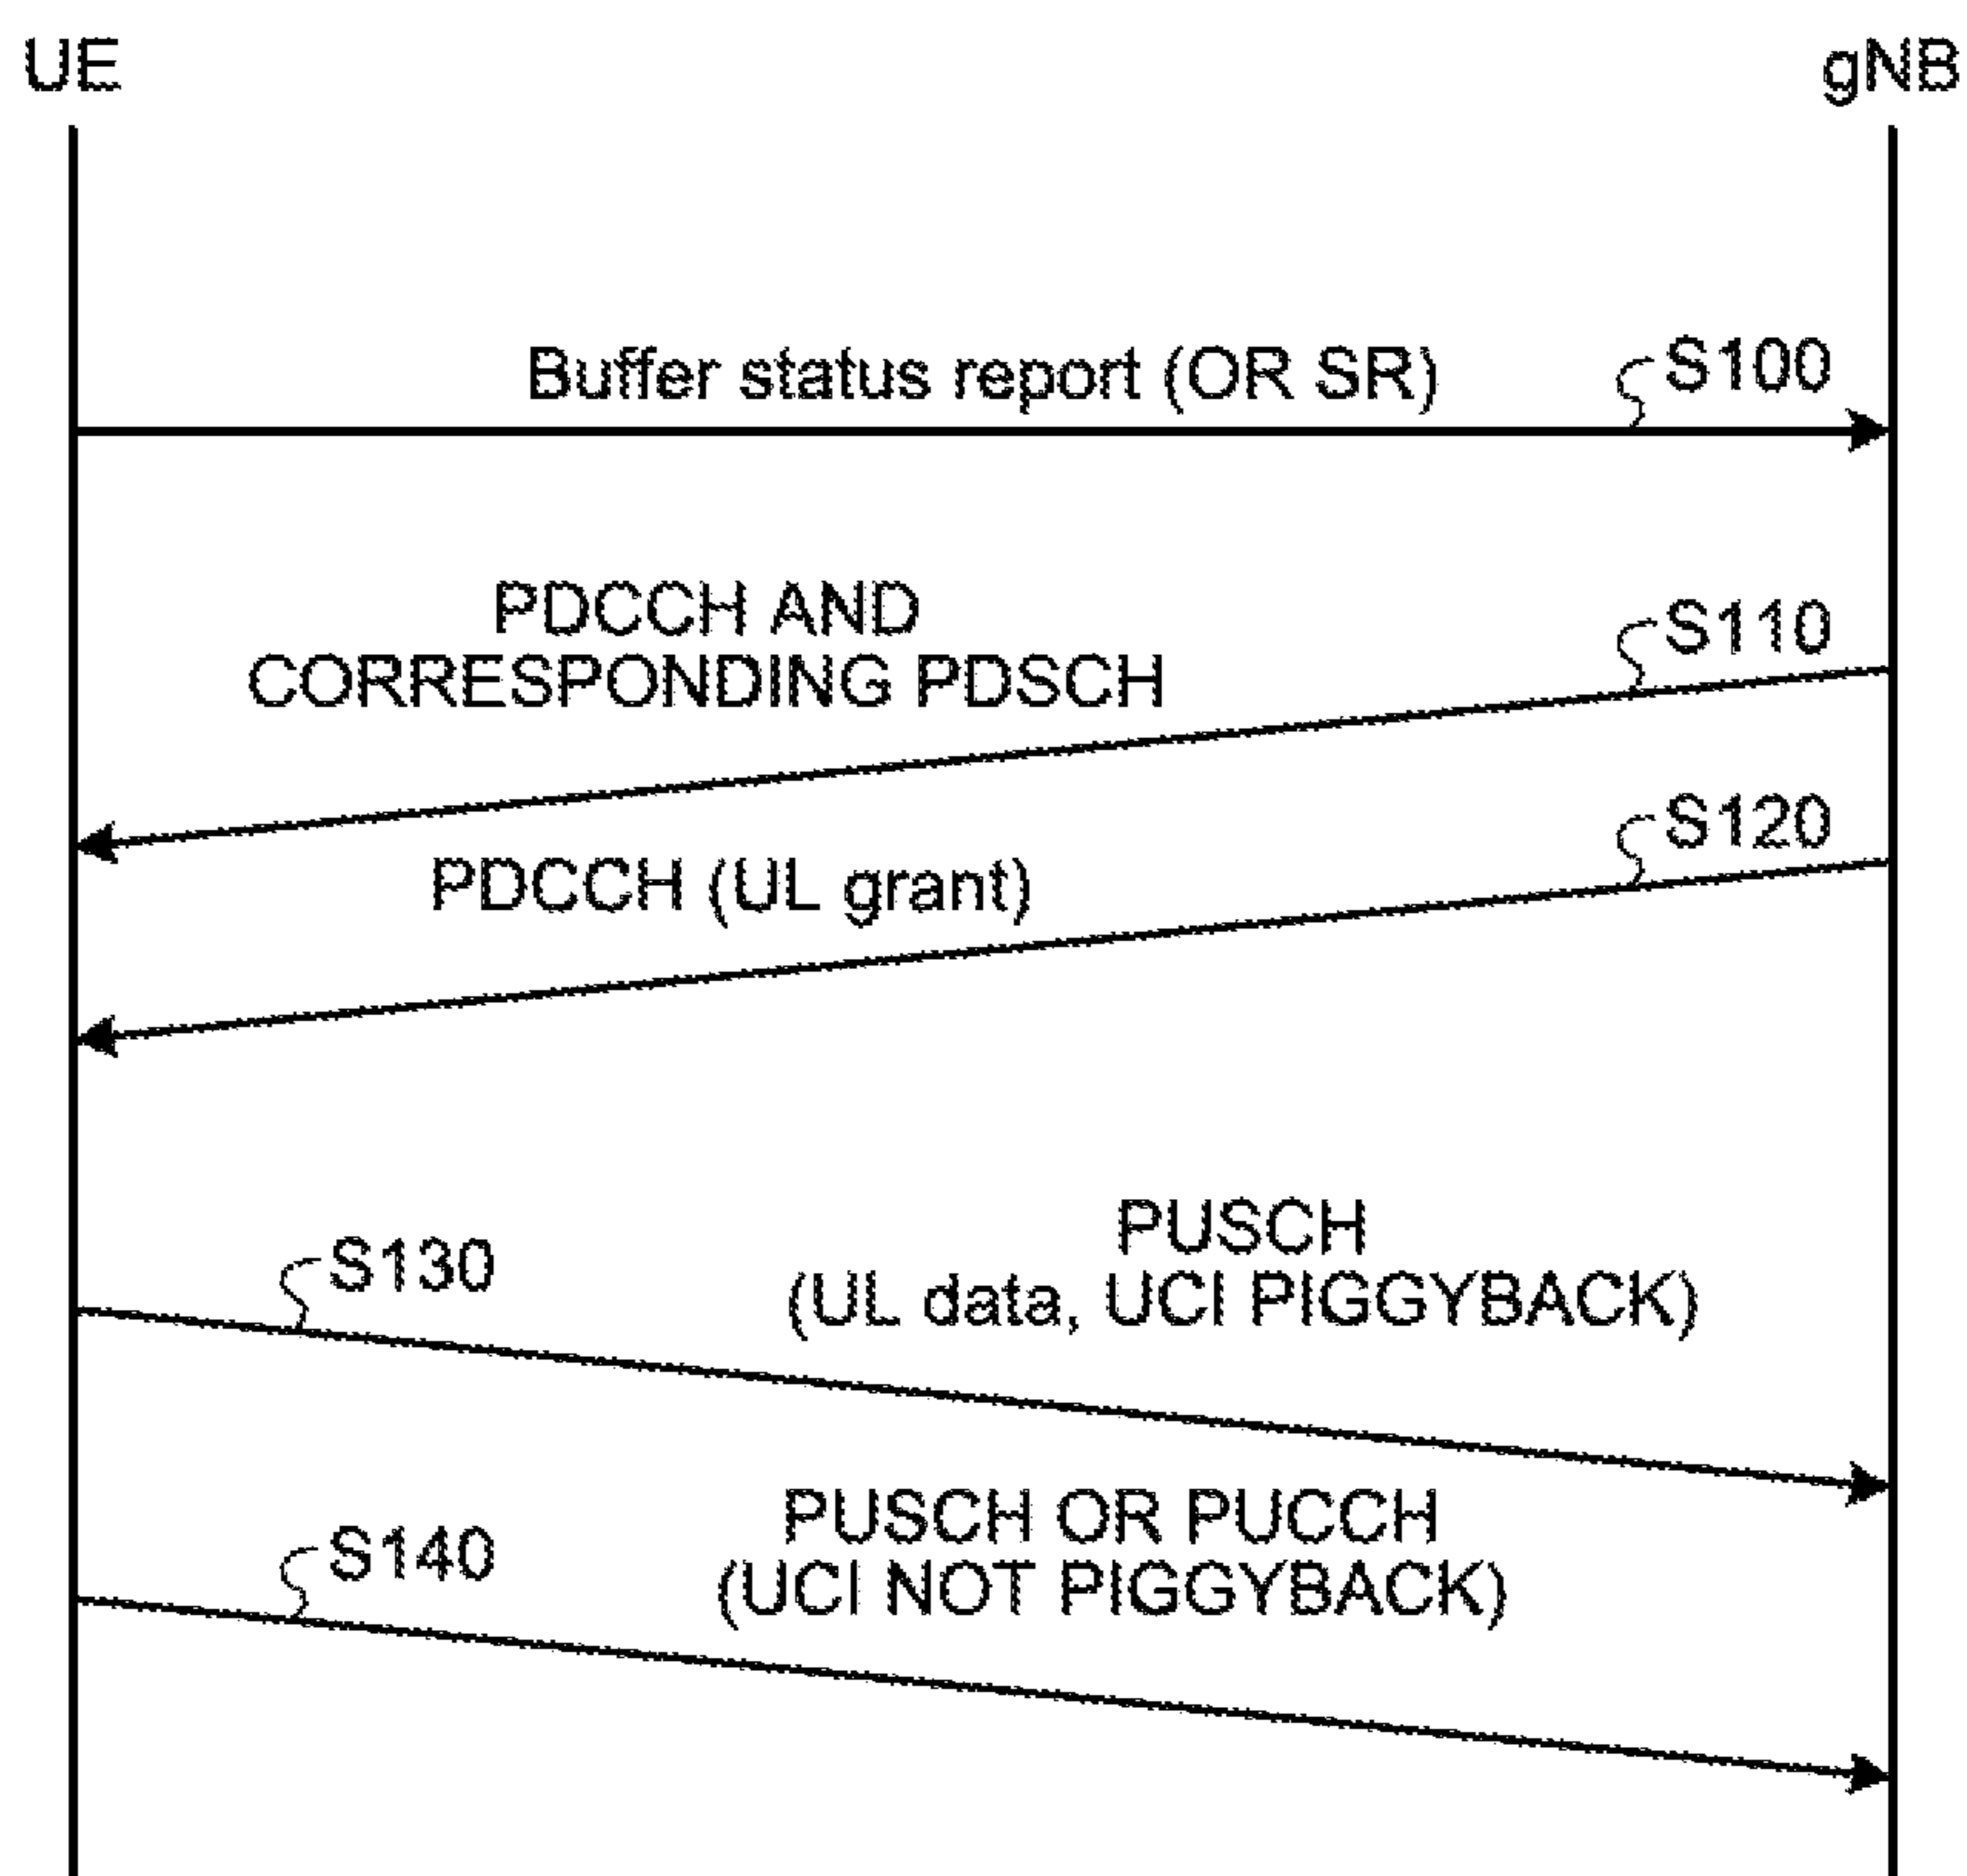 UE
gNB
Buffer status report (OR SR)
S100
PDCCH AND
CORRESPONDING PDSCH
S110
S120
PDCCH (UL grant)
PUSCH
(UL data, UCI PIGGYBACK)
S130
PUSCH OR PUCCH
(UCI NOT PIGGYBACK)
S140